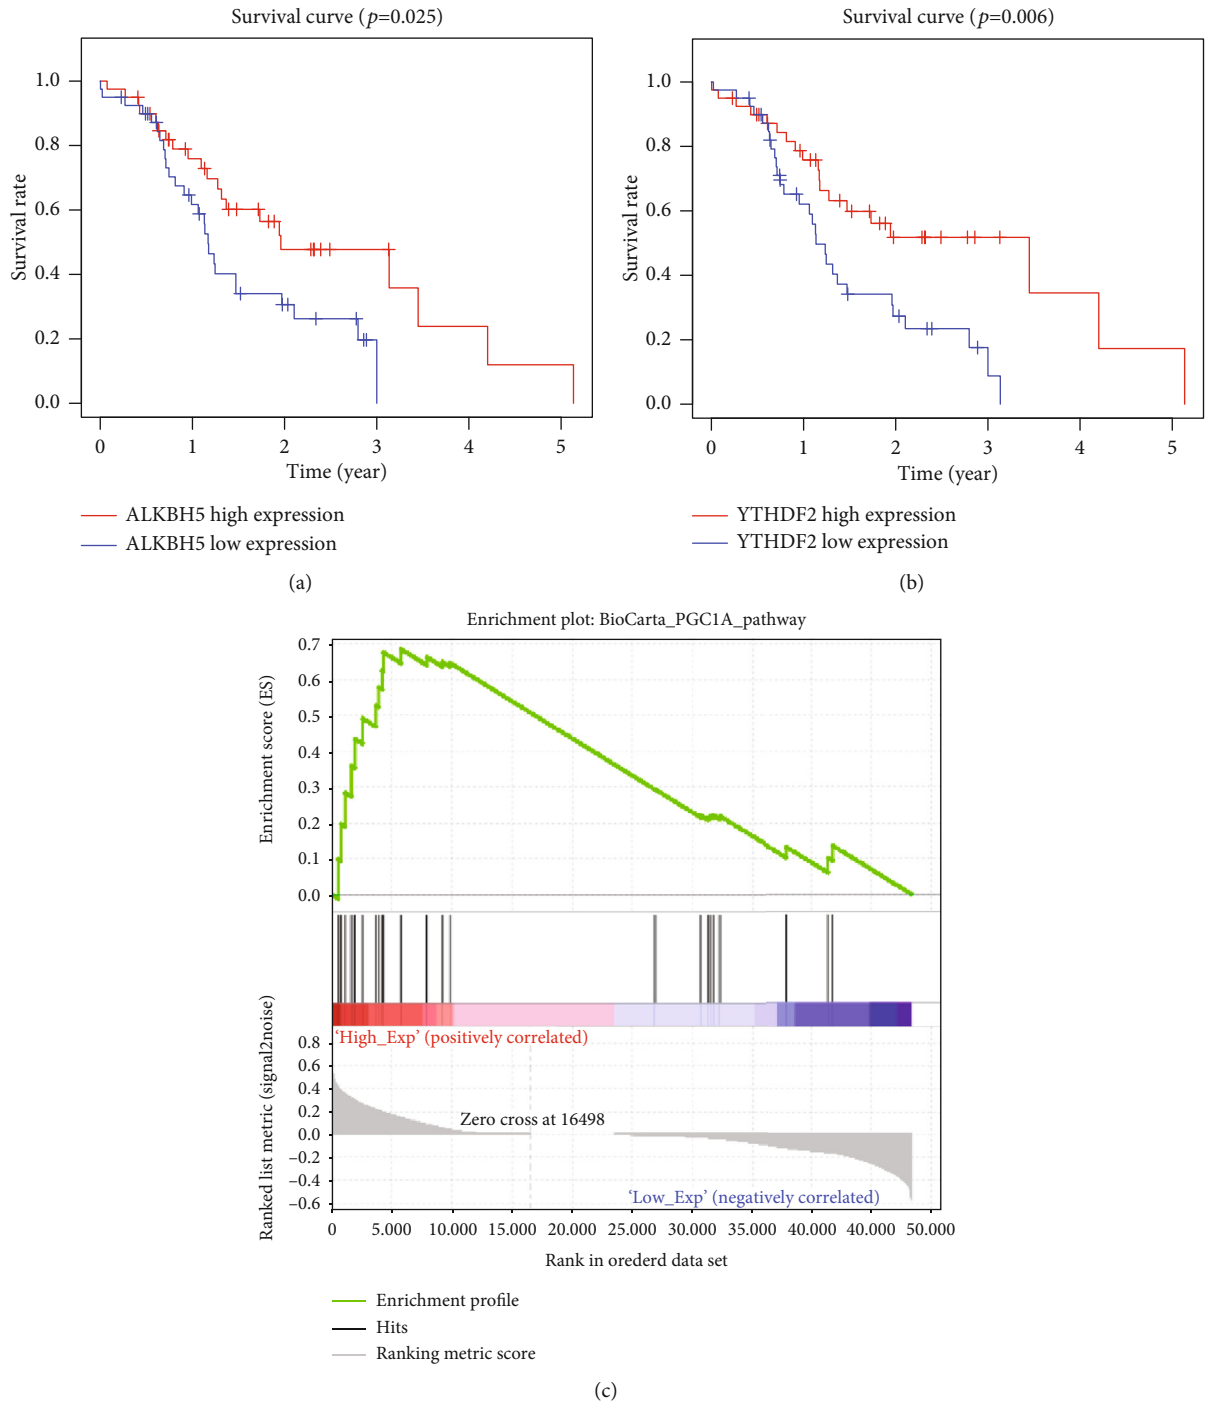 Survival curve (p=0.025)
Survival rate
1.0
0.8
0.6
0.4
0.2
0.0
0 1 2 3 4 5
Time (year)
ALKBH5 high expression
ALKBH5 low expression
(a)
Survival curve (p=0.006)
Survival rate
1.0
0.8
0.6
0.4
0.2
0.0
0 1 2 3 4 5
Time (year)
YTHDF2 high expression
YTHDF2 low expression
(b)
Enrichment plot: BioCarta_PGC1A_pathway
Enrichment score (ES)
0.7
0.6
0.5
0.4
0.3
0.2
0.1
0.0
Ranked list metric (signal2noise)
'High_Exp' (positively correlated)
0.8
0.6
0.4
0.2
0.0
–0.2
–0.4
–0.6
Zero cross at 16498
'Low_Exp' (negatively correlated)
0 5.000 10.000 15.000 20.000 25.000 30.000 40.000 40.000 50.000
Rank in orederd data set
Enrichment profile
Hits
Ranking metric score
(c)